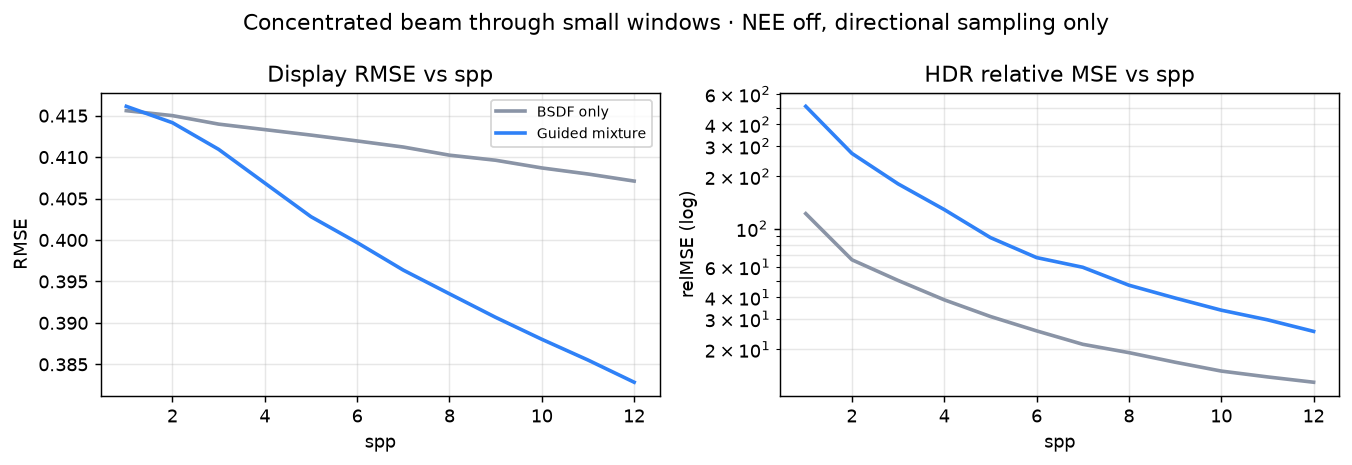 Concentrated beam through small windows · NEE off, directional sampling only
Display RMSE vs spp
BSDF only
Guided mixture
0.415
0.410
0.405
0.400
0.395
0.390
0.385
RMSE
2 4 6 8 10 12
spp
HDR relative MSE vs spp
6 × 10²
4 × 10²
3 × 10²
2 × 10²
10²
6 × 10¹
4 × 10¹
3 × 10¹
2 × 10¹
relMSE (log)
2 4 6 8 10 12
spp